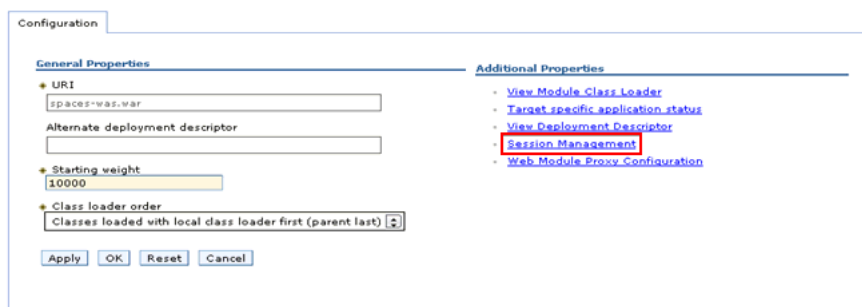 Configuration
General Properties
URI
spaces-was.war
Alternate deployment descriptor
Starting weight
10000
Class loader order
Classes loaded with local class loader first (parent last)
Apply OK Reset Cancel
Additional Properties
View Module Class Loader
Target specific application status
View Deployment Descriptor
Session Management
Web Module Proxy Configuration